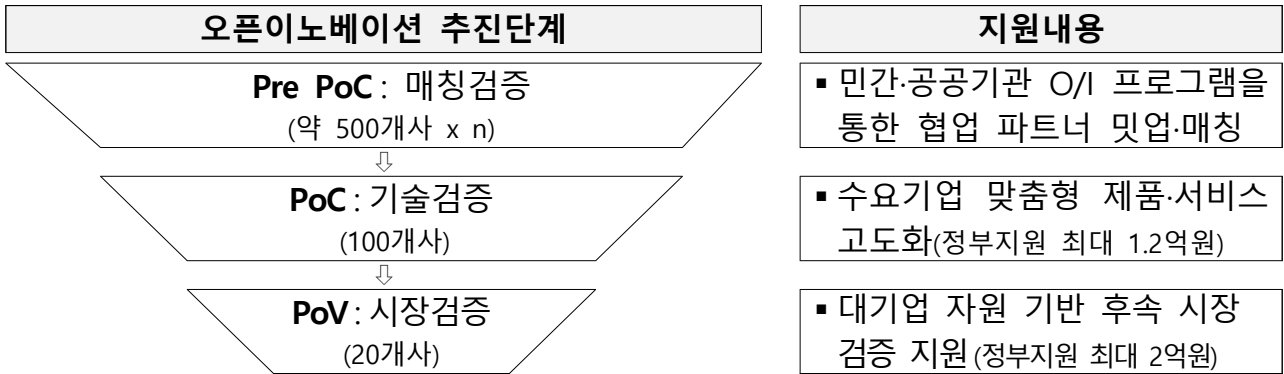 오픈이노베이션 추진단계
지원내용
Pre PoC : 매칭검증
(약 500개사 x n)
▪ 민간·공공기관 O/I 프로그램을
통한 협업 파트너 밋업·매칭
⇩
PoC : 기술검증
(100개사)
▪ 수요기업 맞춤형 제품·서비스
고도화(정부지원 최대 1.2억원)
⇩
PoV : 시장검증
(20개사)
▪ 대기업 자원 기반 후속 시장
검증 지원(정부지원 최대 2억원)